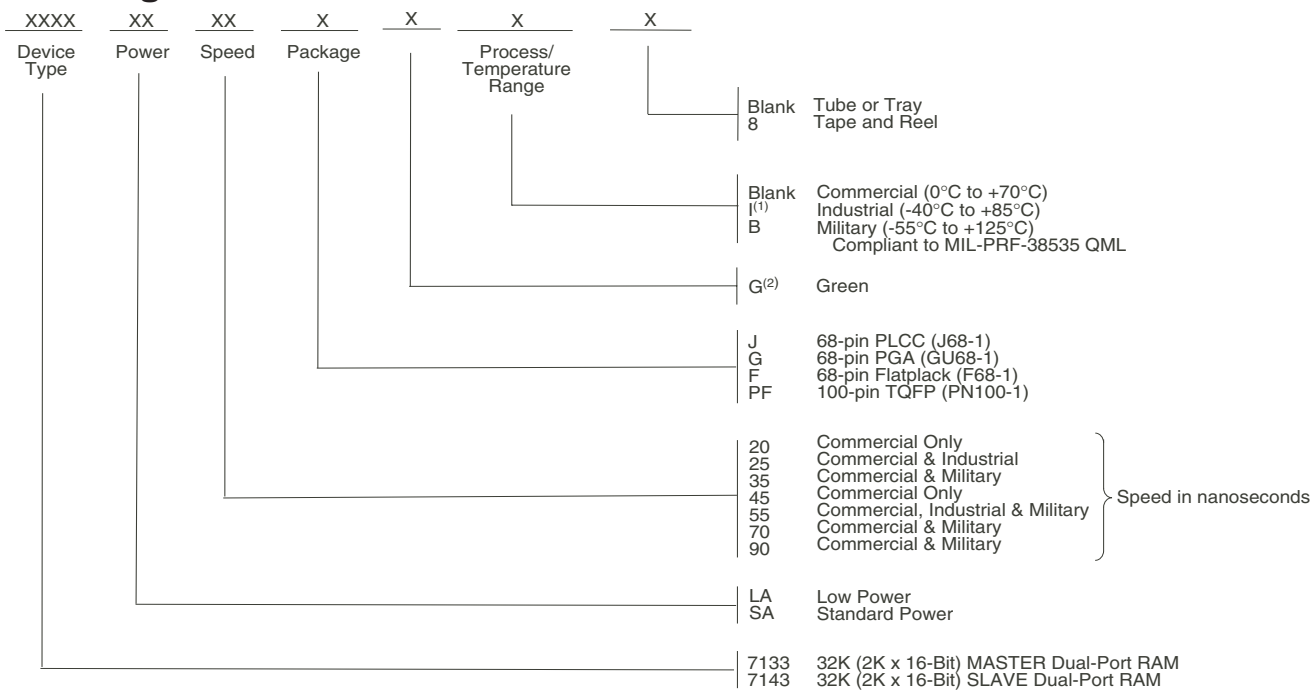 XXXX XX XX X X X X
Device Type Power Speed Package Process/ Temperature Range
Blank Tube or Tray
8 Tape and Reel
Blank Commercial (0°C to +70°C)
I(1) Industrial (-40°C to +85°C)
B Military (-55°C to +125°C)
Compliant to MIL-PRF-38535 QML
G(2) Green
J 68-pin PLCC (J68-1)
G 68-pin PGA (GU68-1)
F 68-pin Flatplack (F68-1)
PF 100-pin TQFP (PN100-1)
20 Commercial Only
25 Commercial & Industrial
35 Commercial & Military
45 Commercial Only
55 Commercial, Industrial & Military
70 Commercial & Military
90 Commercial & Military
Speed in nanoseconds
LA Low Power
SA Standard Power
7133 32K (2K x 16-Bit) MASTER Dual-Port RAM
7143 32K (2K x 16-Bit) SLAVE Dual-Port RAM